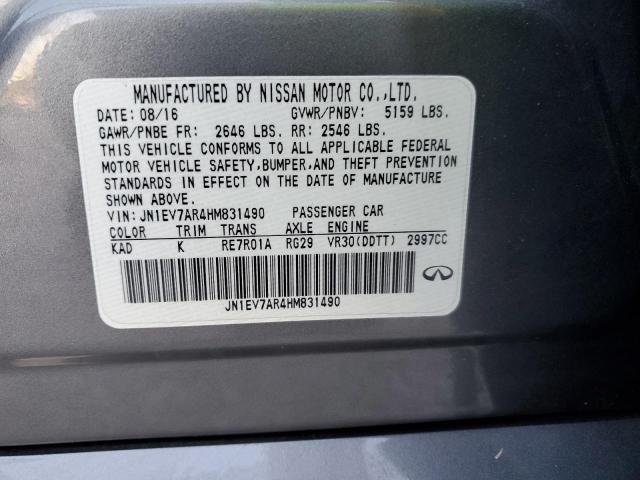 MANUFACTURED BY NISSAN MOTOR CO.,LTD.
DATE: 08/16 GVWR/PNBV: 5159 LBS.
GAWR/PNBE FR: 2646 LBS. RR: 2546 LBS.
THIS VEHICLE CONFORMS TO ALL APPLICABLE FEDERAL
MOTOR VEHICLE SAFETY,BUMPER,AND THEFT PREVENTION
STANDARDS IN EFFECT ON THE DATE OF MANUFACTURE
SHOWN ABOVE.
VIN: JN1EV7AR4HM831490 PASSENGER CAR
COLOR TRIM TRANS AXLE ENGINE
KAD K RE7R01A RG29 VR30(DDTT) 2997CC
JN1EV7AR4HM831490